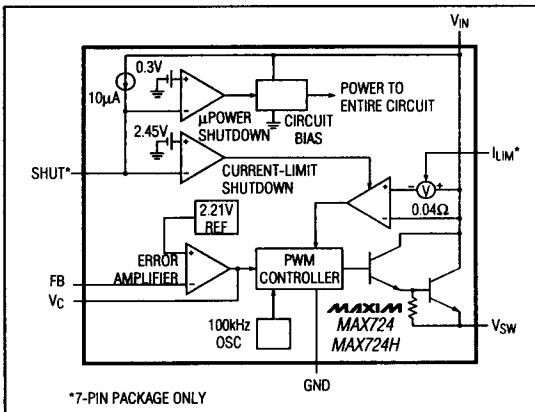 VIN
0.3V
10µA
µPOWER
SHUTDOWN
CIRCUIT
BIAS
POWER TO
ENTIRE CIRCUIT
2.45V
ILIM*
SHUT*
CURRENT-LIMIT
SHUTDOWN
V
0.04Ω
2.21V
REF
ERROR
AMPLIFIER
PWM
CONTROLLER
FB
VC
100kHz
OSC
MAXIM
MAX724
MAX724H
VSW
GND
*7-PIN PACKAGE ONLY